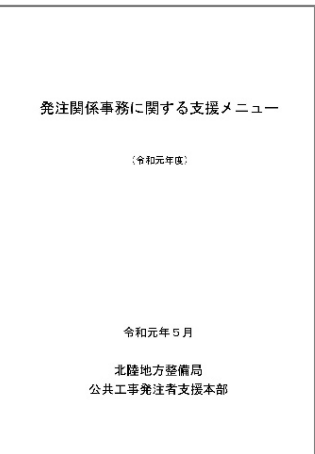 発注関係事務に関する支援メニュー
（令和元年度）
令和元年５月
北陸地方整備局
公共工事発注者支援本部